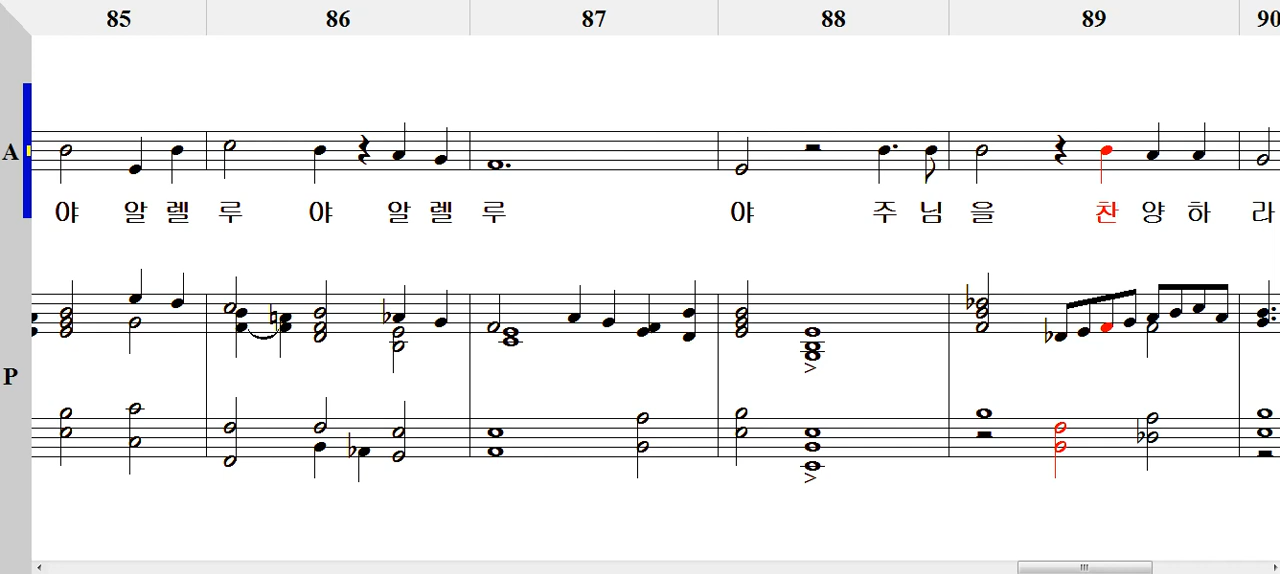 85 86 87 88 89 90
A
야 알 렐 루 야 알 렐 루 야 주 님 을 찬 양 하 라
P